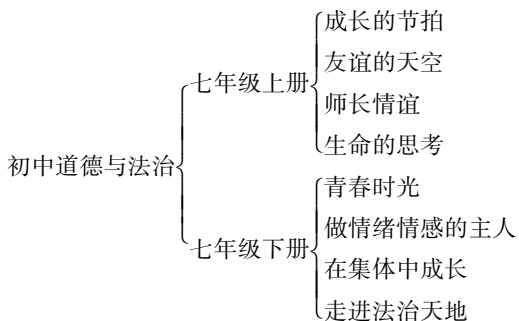 初中道德与法治
七年级上册
成长的节拍
友谊的天空
师长情谊
生命的思考
七年级下册
青春时光
做情绪情感的主人
在集体中成长
走进法治天地